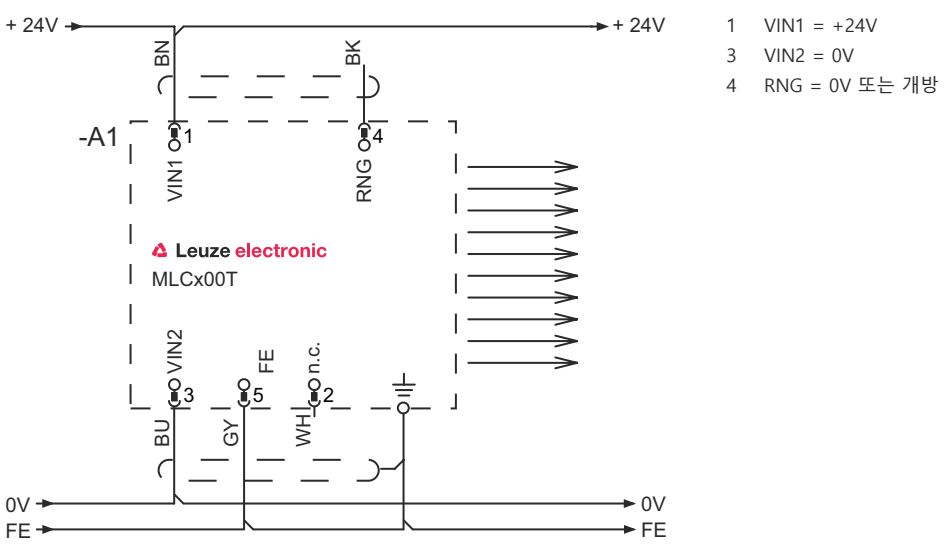 + 24V
+ 24V
1 VIN1 = +24V
3 VIN2 = 0V
4 RNG = 0V 또는 개방
BN
BK
-A1
1
4
VIN1
RNG
Leuze electronic
MLCx00T
VIN2
FE
n.c.
3
5
2
BU
GY
WH
0V
0V
FE
FE